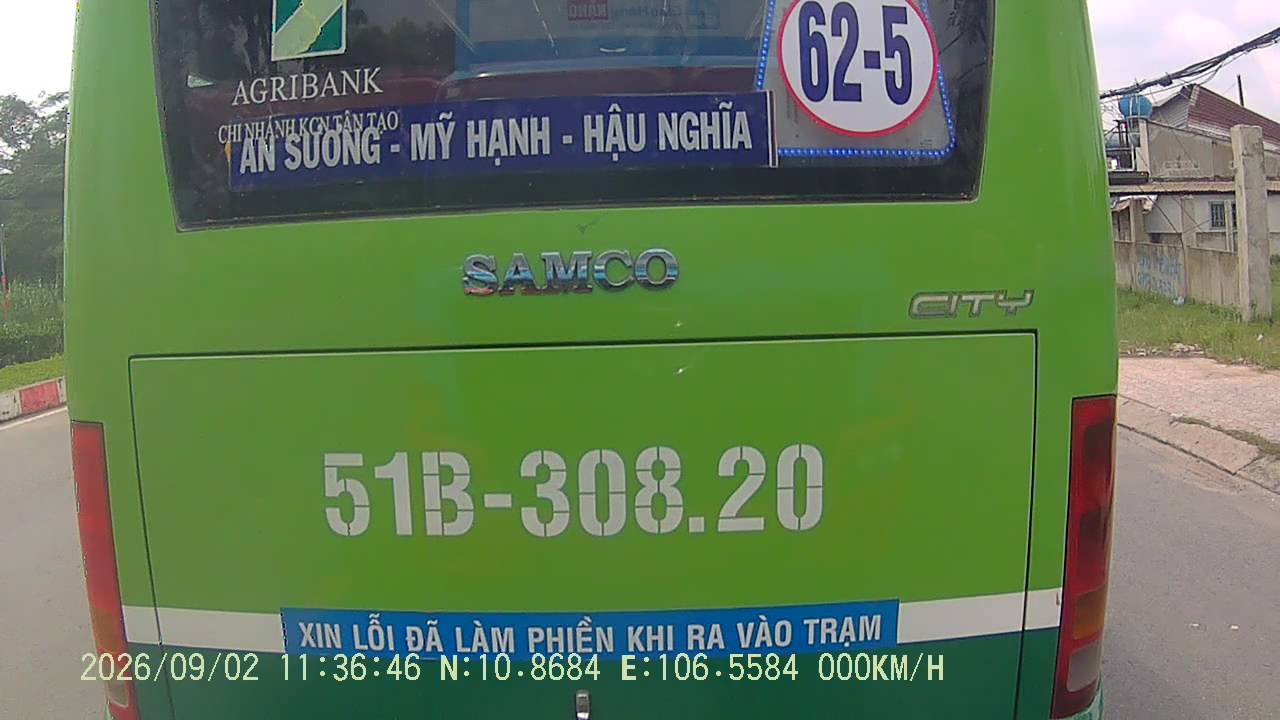 62-5
AGRIBANK
CHI NHÁNH KCN TÂN TẠO
AN SƯƠNG - MỸ HẠNH - HẬU NGHĨA
SAMCO
CITY
51B-308.20
XIN LỖI ĐÃ LÀM PHIỀN KHI RA VÀO TRẠM
2026/09/02 11:36:46 N:10.8684 E:106.5584 000KM/H